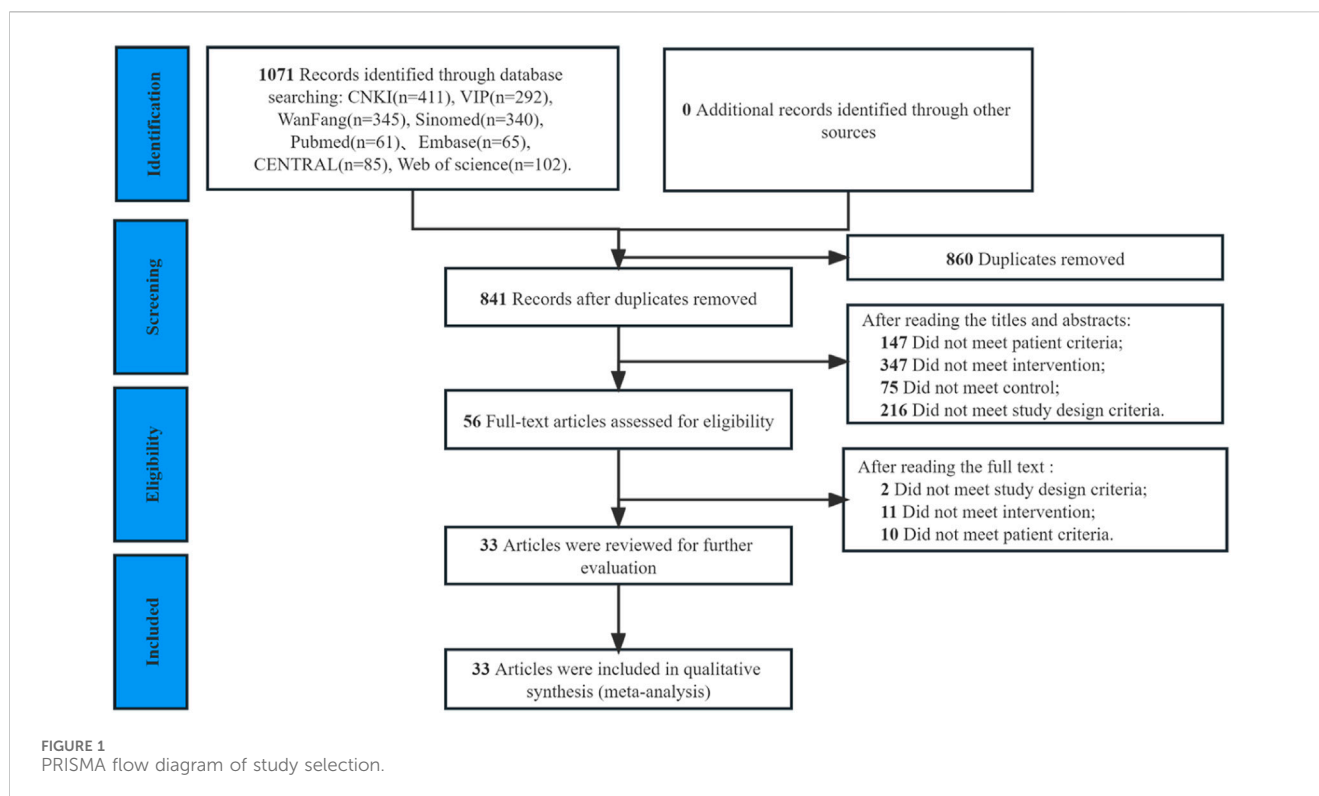 Identification
1071 Records identified through database
searching: CNKI(n=411), VIP(n=292),
WanFang(n=345), Sinomed(n=340),
Pubmed(n=61)、Embase(n=65),
CENTRAL(n=85), Web of science(n=102).
0 Additional records identified through other
sources
Screening
860 Duplicates removed
841 Records after duplicates removed
After reading the titles and abstracts:
147 Did not meet patient criteria;
347 Did not meet intervention;
75 Did not meet control;
216 Did not meet study design criteria.
Eligibility
56 Full-text articles assessed for eligibility
After reading the full text :
2 Did not meet study design criteria;
11 Did not meet intervention;
10 Did not meet patient criteria.
33 Articles were reviewed for further
evaluation
Included
33 Articles were included in qualitative
synthesis (meta-analysis)
FIGURE 1
PRISMA flow diagram of study selection.